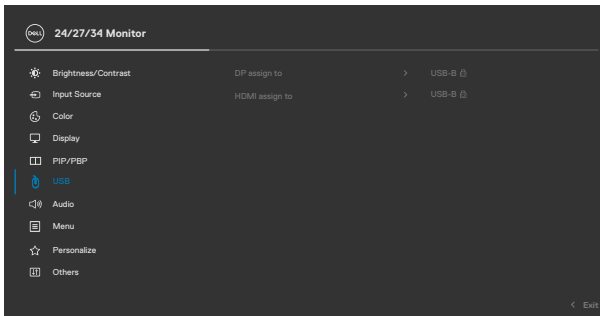 DELL 24/27/34 Monitor
Brightness/Contrast DP assign to > USB-B
Input Source HDMI assign to > USB-B
Color
Display
PIP/PBP
USB
Audio
Menu
Personalize
Others
< Exit